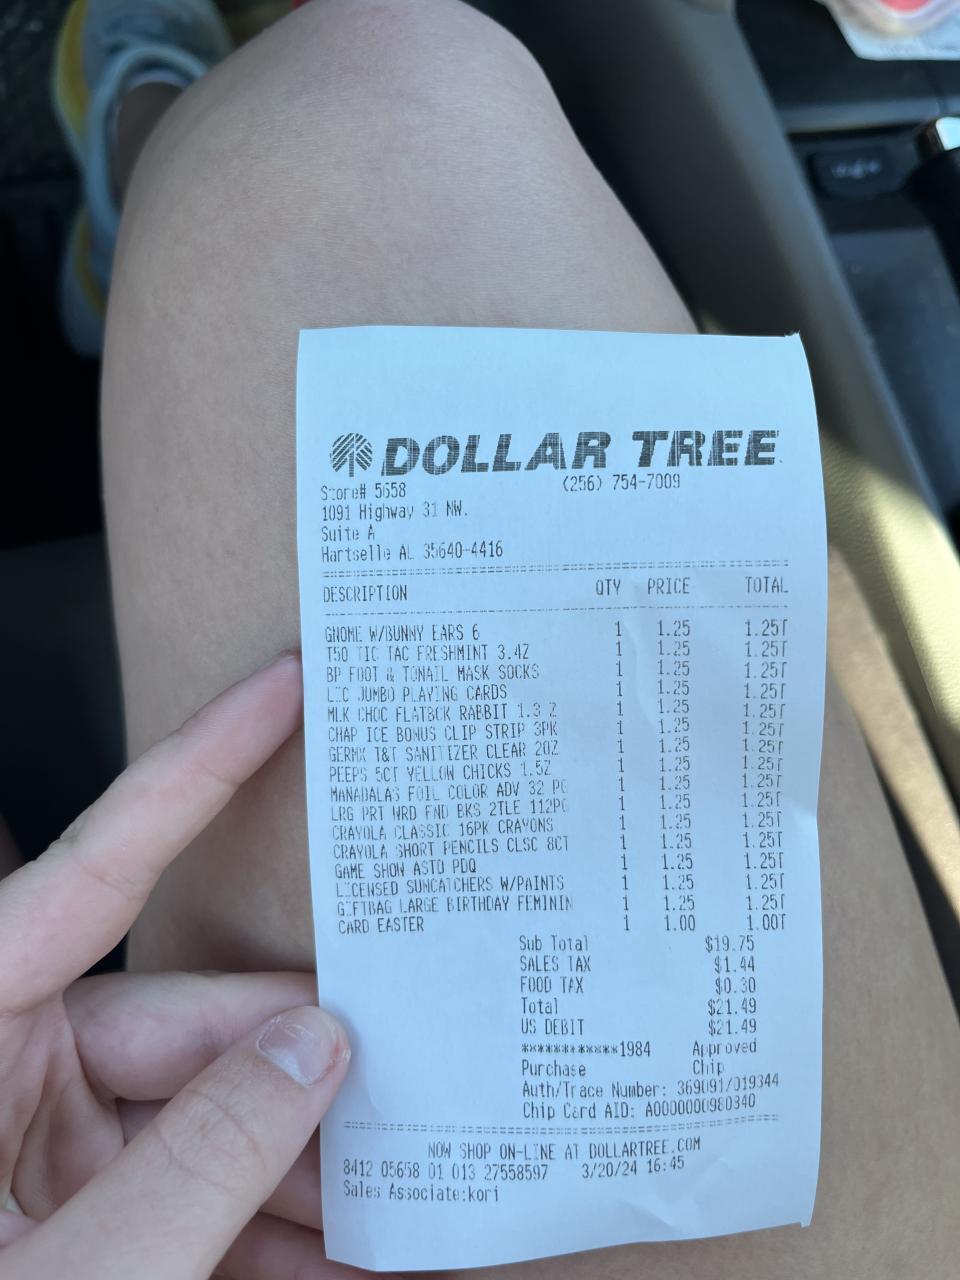 DOLLAR TREE
Store# 5658 (256) 754-7009
1091 Highway 31 NW.
Suite A
Hartselle AL 35640-4416
DESCRIPTION QTY PRICE TOTAL
GNOME W/BUNNY EARS 6 1 1.25 1.25T
T50 TIC TAC FRESHMINT 3.4Z 1 1.25 1.25T
BP FOOT & TONAIL MASK SOCKS 1 1.25 1.25T
LIC JUMBO PLAYING CARDS 1 1.25 1.25T
MLK CHOC FLATBCK RABBIT 1.3 Z 1 1.25 1.25T
CHAP ICE BONUS CLIP STRIP 3PK 1 1.25 1.25T
GERMX T&T SANITIZER CLEAR 2OZ 1 1.25 1.25T
PEEPS 5CT YELLOW CHICKS 1.5Z 1 1.25 1.25T
MANADALAS FOIL COLOR ADV 32 PG 1 1.25 1.25T
LRG PRT WRD FND BKS 2TLE 112PG 1 1.25 1.25T
CRAYOLA CLASSIC 16PK CRAYONS 1 1.25 1.25T
CRAYOLA SHORT PENCILS CLSC 8CT 1 1.25 1.25T
GAME SHOW ASTD PDQ 1 1.25 1.25T
LICENSED SUNCATCHERS W/PAINTS 1 1.25 1.25T
GIFTBAG LARGE BIRTHDAY FEMININ 1 1.25 1.25T
CARD EASTER 1 1.00 1.00T
Sub Total $19.75
SALES TAX $1.44
FOOD TAX $0.30
Total $21.49
US DEBIT $21.49
************1984 Approved
Purchase Chip
Auth/Trace Number: 369091/019344
Chip Card AID: A0000000980840
NOW SHOP ON-LINE AT DOLLARTREE.COM
8412 05658 01 013 27558597 3/20/24 16:45
Sales Associate:kori